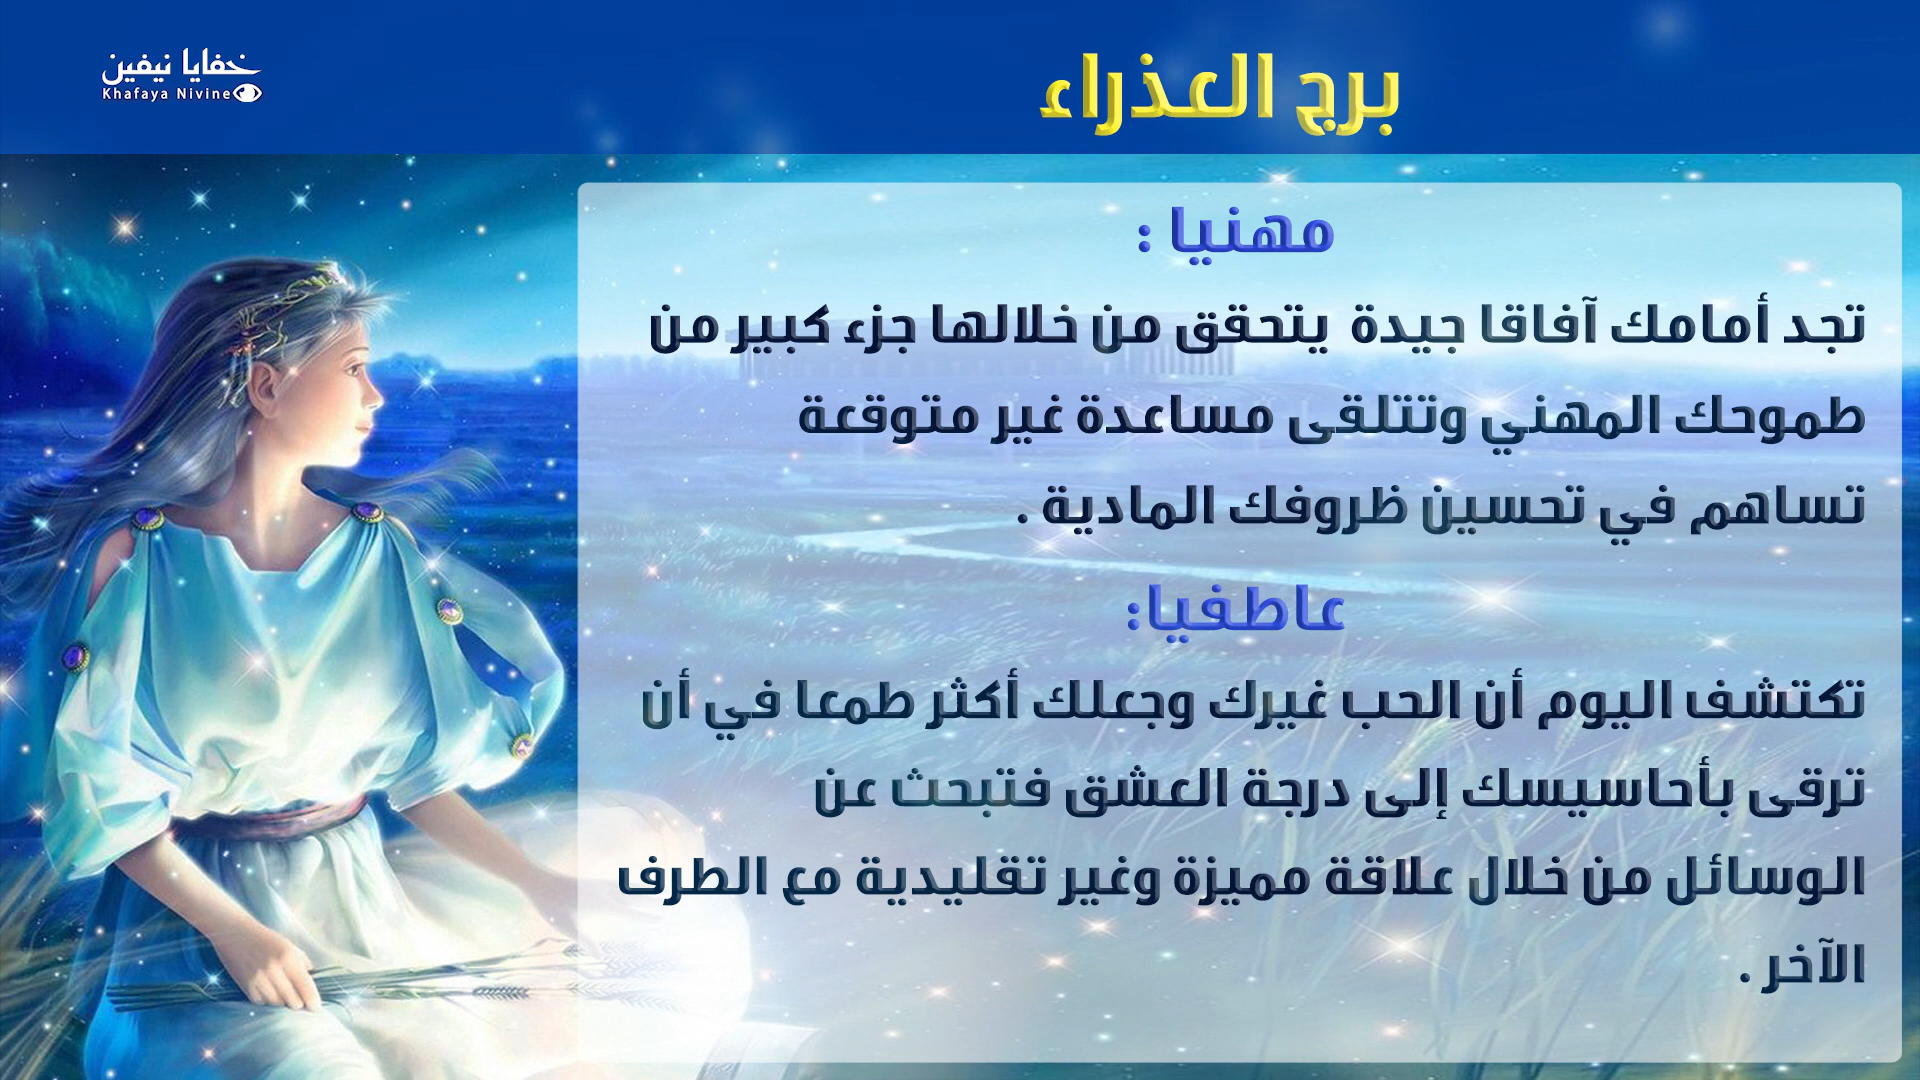 خفايا نيفين
Khafaya Nivine
برج العذراء
مهنيا :
تجد أمامك آفاقا جيدة يتحقق من خلالها جزء كبير من
طموحك المهني وتتلقى مساعدة غير متوقعة
تساهم في تحسين ظروفك المادية .
عاطفيا:
تكتشف اليوم أن الحب غيرك وجعلك أكثر طمعا في أن
ترقى بأحاسيسك إلى درجة العشق فتبحث عن
الوسائل من خلال علاقة مميزة وغير تقليدية مع الطرف
الآخر .